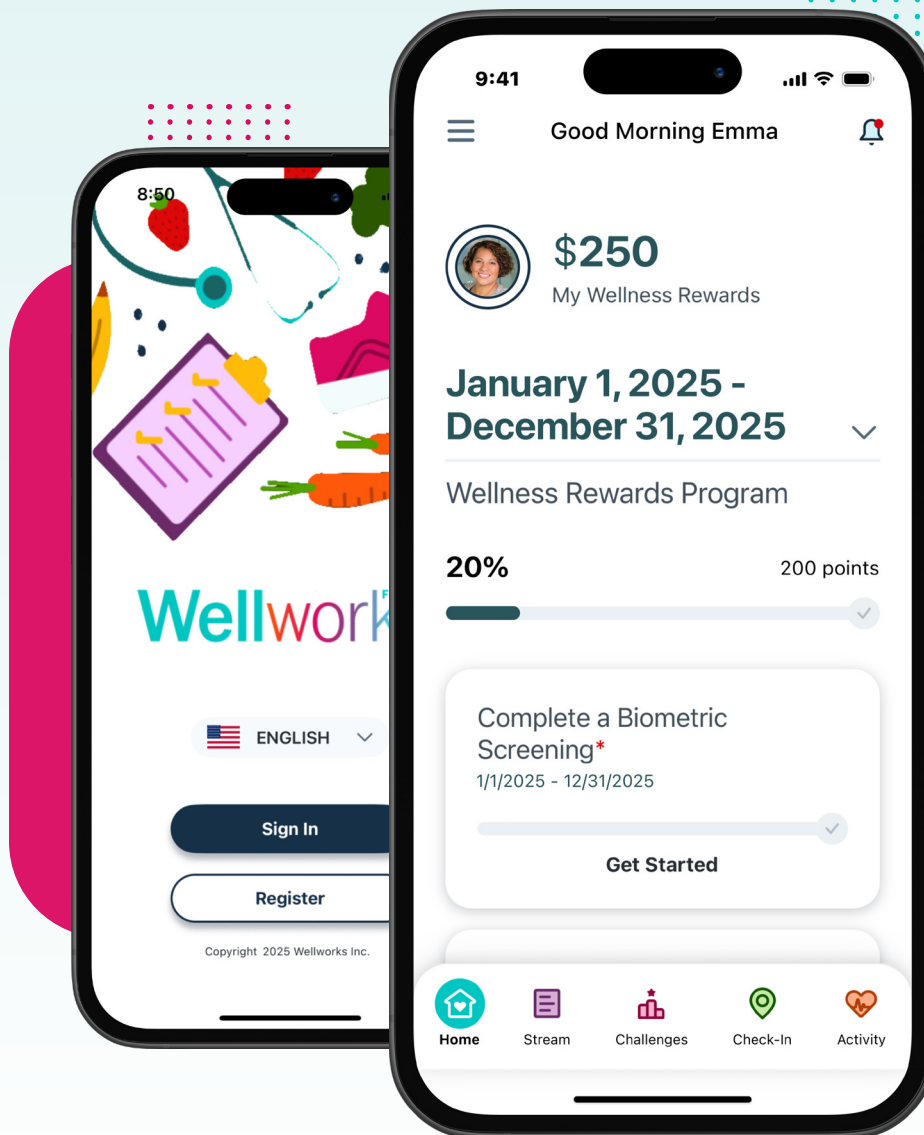 8:50
Wellwork
ENGLISH
Sign In
Register
Copyright 2025 Wellworks Inc.
9:41
Good Morning Emma
$250
My Wellness Rewards
January 1, 2025 -
December 31, 2025
Wellness Rewards Program
20%
200 points
Complete a Biometric
Screening*
1/1/2025 - 12/31/2025
Get Started
Home
Stream
Challenges
Check-In
Activity